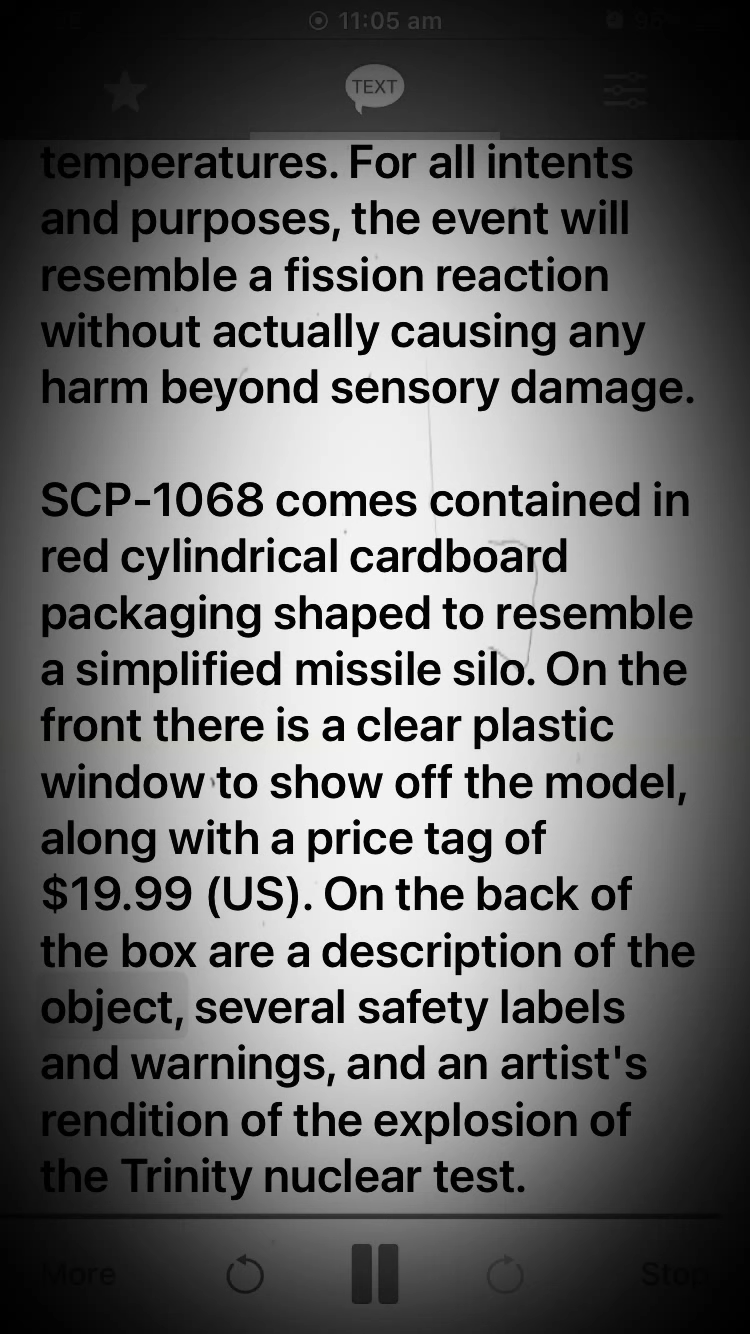 11:05 am
TEXT
temperatures. For all intents
and purposes, the event will
resemble a fission reaction
without actually causing any
harm beyond sensory damage.
SCP-1068 comes contained in
red cylindrical cardboard
packaging shaped to resemble
a simplified missile silo. On the
front there is a clear plastic
window to show off the model,
along with a price tag of
$19.99 (US). On the back of
the box are a description of the
object, several safety labels
and warnings, and an artist's
rendition of the explosion of
the Trinity nuclear test.
More
Stop